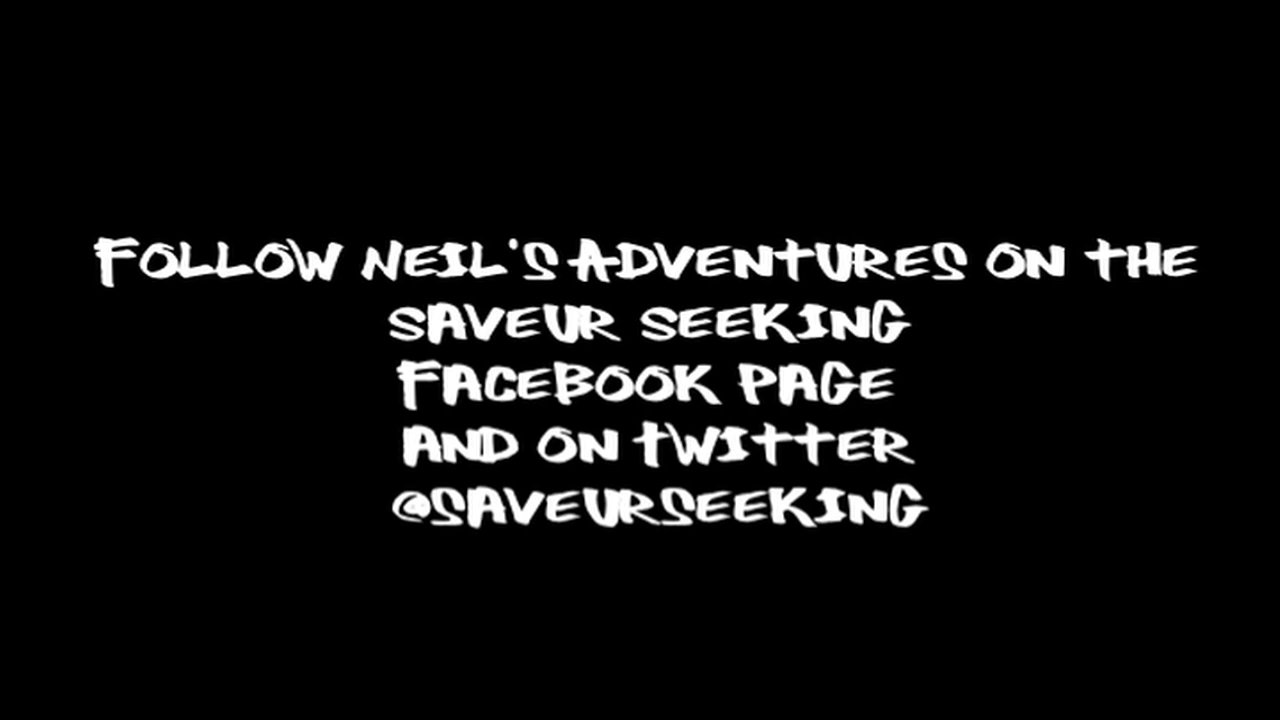 FOLLOW NEIL'S ADVENTURES ON THE
SAVEUR SEEKING
FACEBOOK PAGE
AND ON TWITTER
@SAVEURSEEKING